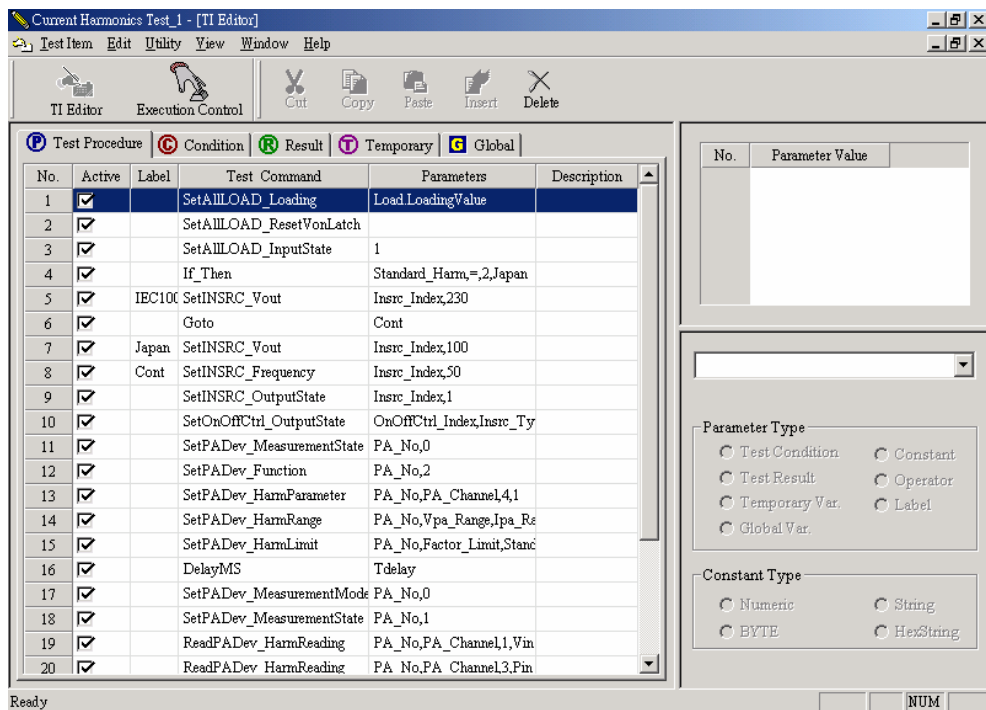 Current Harmonics Test_1 - [TI Editor]
Test Item Edit Utility View Window Help
TI Editor Execution Control Cut Copy Paste Insert Delete
P Test Procedure C Condition R Result T Temporary G Global
No. Active Label Test Command Parameters Description
1 SetAllLOAD_Loading Load.LoadingValue
2 SetAllLOAD_ResetVonLatch
3 SetAllLOAD_InputState 1
4 If_Then Standard_Harm,=,2,Japan
5 IEC100 SetINSRC_Vout Insrc_Index,230
6 Goto Cont
7 Japan SetINSRC_Vout Insrc_Index,100
8 Cont SetINSRC_Frequency Insrc_Index,50
9 SetINSRC_OutputState Insrc_Index,1
10 SetOnOffCtrl_OutputState OnOffCtrl_Index,Insrc_Ty
11 SetPADev_MeasurementState PA_No,0
12 SetPADev_Function PA_No,2
13 SetPADev_HarmParameter PA_No,PA_Channel,4,1
14 SetPADev_HarmRange PA_No,Vpa_Range,Ipa_Ra
15 SetPADev_HarmLimit PA_No,Factor_Limit,Stand
16 DelayMS Tdelay
17 SetPADev_MeasurementMode PA_No,0
18 SetPADev_MeasurementState PA_No,1
19 ReadPADev_HarmReading PA_No,PA_Channel,1,Vin
20 ReadPADev_HarmReading PA_No,PA_Channel,3,Pin
No. Parameter Value
Parameter Type
Test Condition Constant
Test Result Operator
Temporary Var. Label
Global Var.
Constant Type
Numeric String
BYTE HexString
Ready NUM